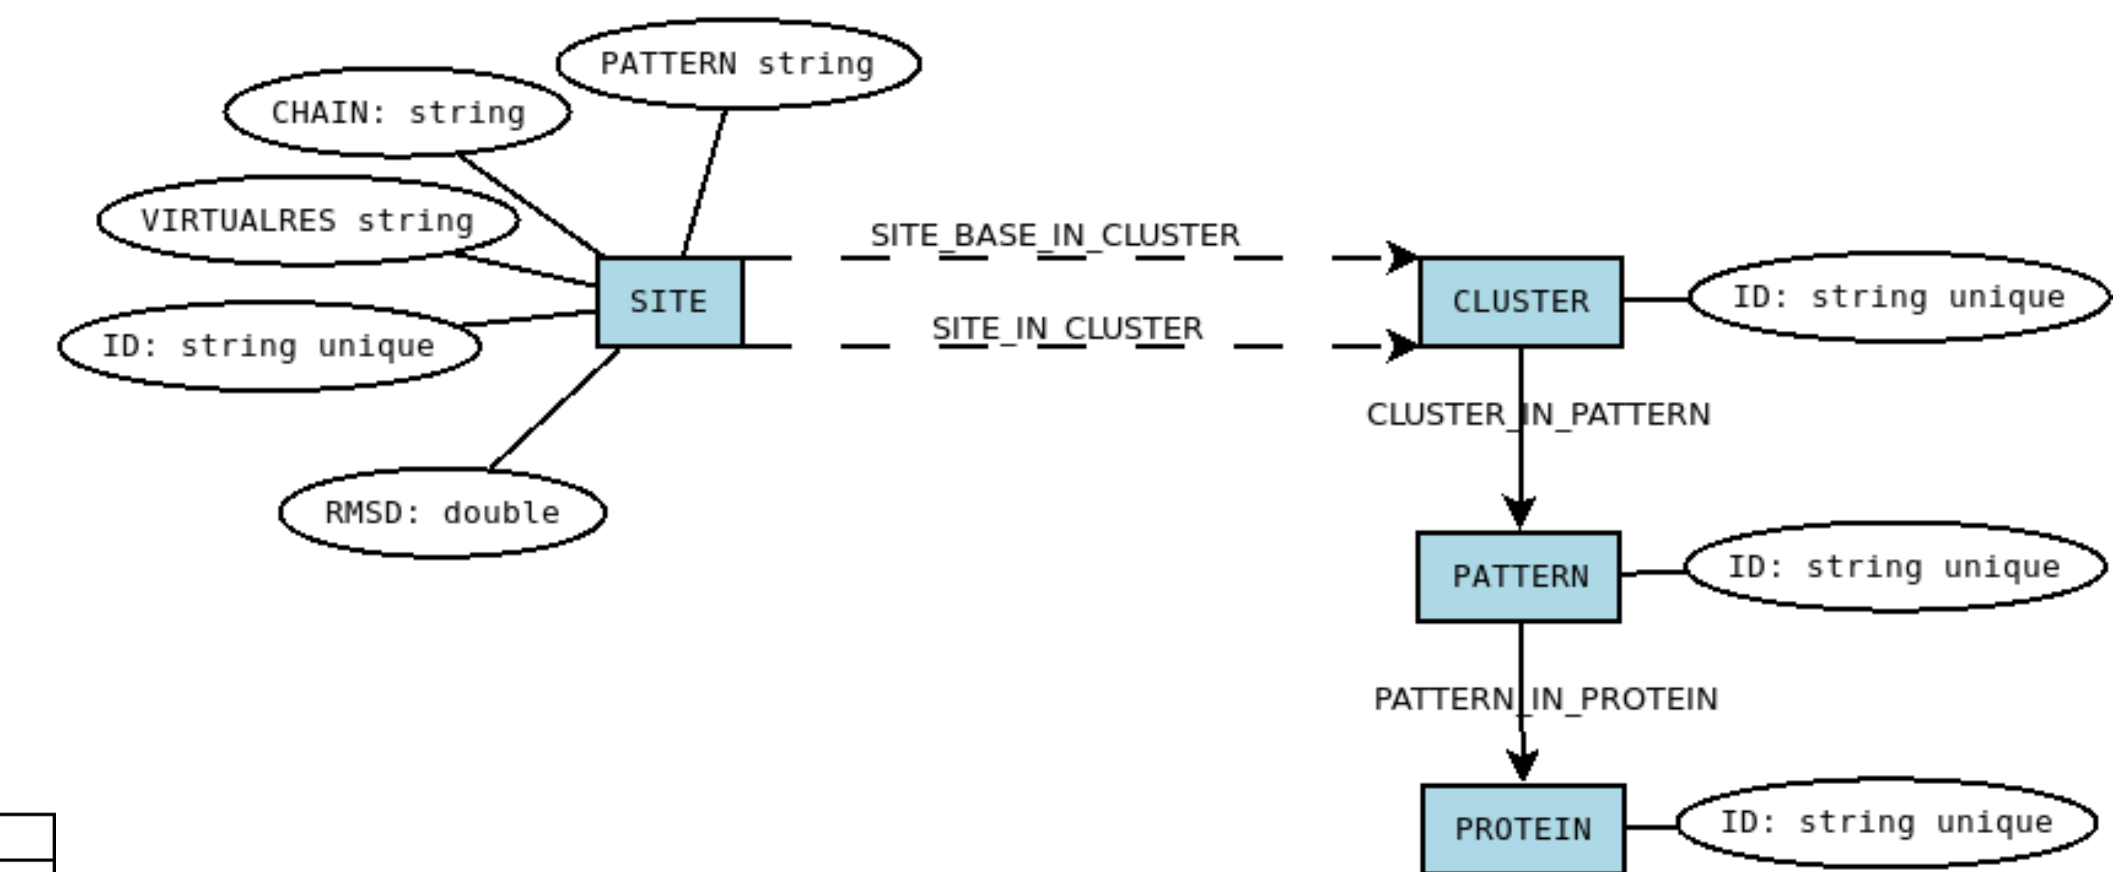 PATTERN string
CHAIN: string
VIRTUALRES string
SITE_BASE_IN_CLUSTER
SITE
CLUSTER
ID: string unique
SITE_IN_CLUSTER
ID: string unique
CLUSTER_IN_PATTERN
RMSD: double
PATTERN
ID: string unique
PATTERN_IN_PROTEIN
PROTEIN
ID: string unique